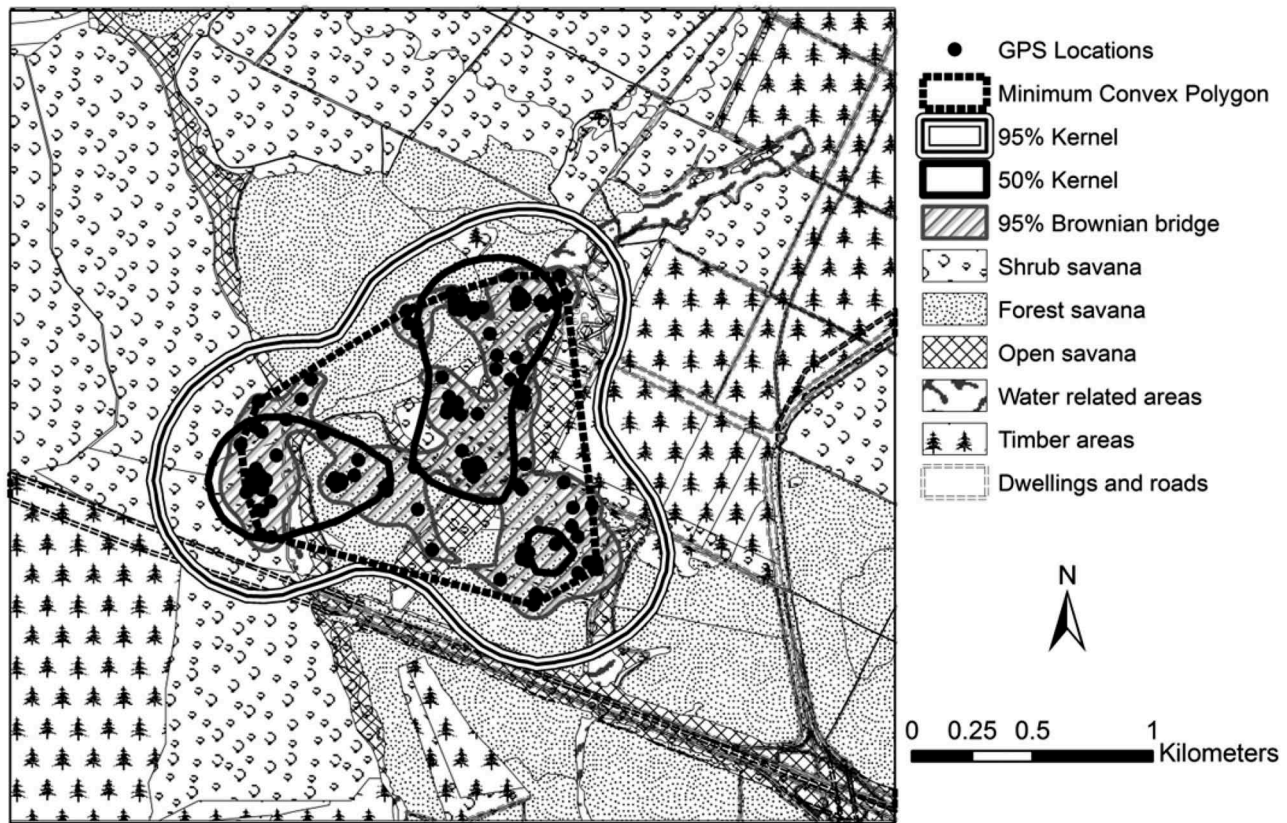 GPS Locations
Minimum Convex Polygon
95% Kernel
50% Kernel
95% Brownian bridge
Shrub savana
Forest savana
Open savana
Water related areas
Timber areas
Dwellings and roads
N
0 0.25 0.5 1
Kilometers